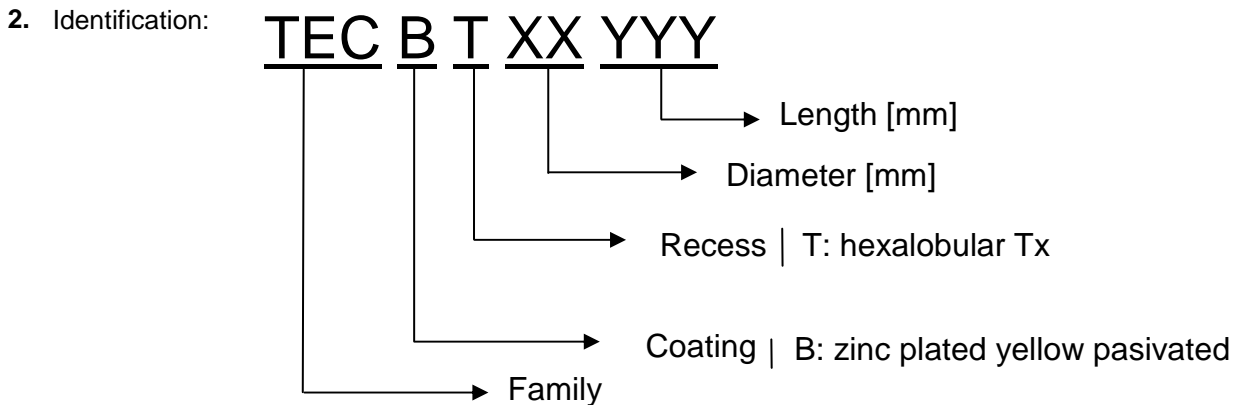 2. Identification:
TEC B T XX YYY
Length [mm]
Diameter [mm]
Recess | T: hexalobular Tx
Coating | B: zinc plated yellow pasivated
Family